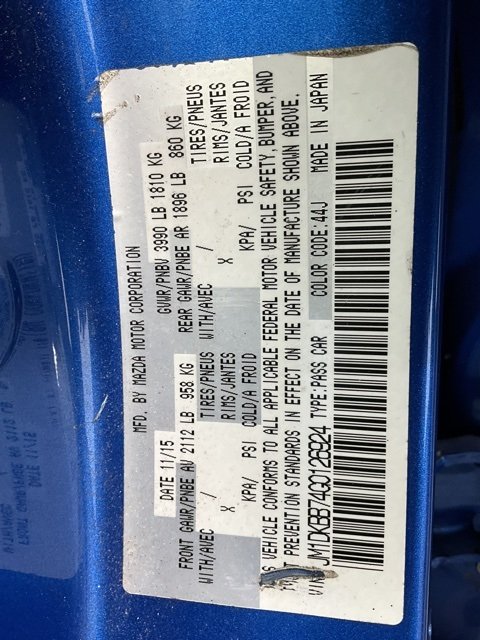 MFD. BY MAZDA MOTOR CORPORATION
DATE 11/15 GVWR/PNBV 3990 LB 1810 KG
FRONT GAWR/PNBE AV 2112 LB 958 KG REAR GAWR/PNBE AR 1896 LB 860 KG
WITH/AVEC / TIRES/PNEUS WITH/AVEC / TIRES/PNEUS
X RIMS/JANTES X RIMS/JANTES
KPA/ PSI COLD/A FROID KPA/ PSI COLD/A FROID
S VEHICLE CONFORMS TO ALL APPLICABLE FEDERAL MOTOR VEHICLE SAFETY, BUMPER, AND
T PREVENTION STANDARDS IN EFFECT ON THE DATE OF MANUFACTURE SHOWN ABOVE.
VIN JM1DKBB74G0126924 TYPE:PASS CAR COLOR CODE:44J MADE IN JAPAN